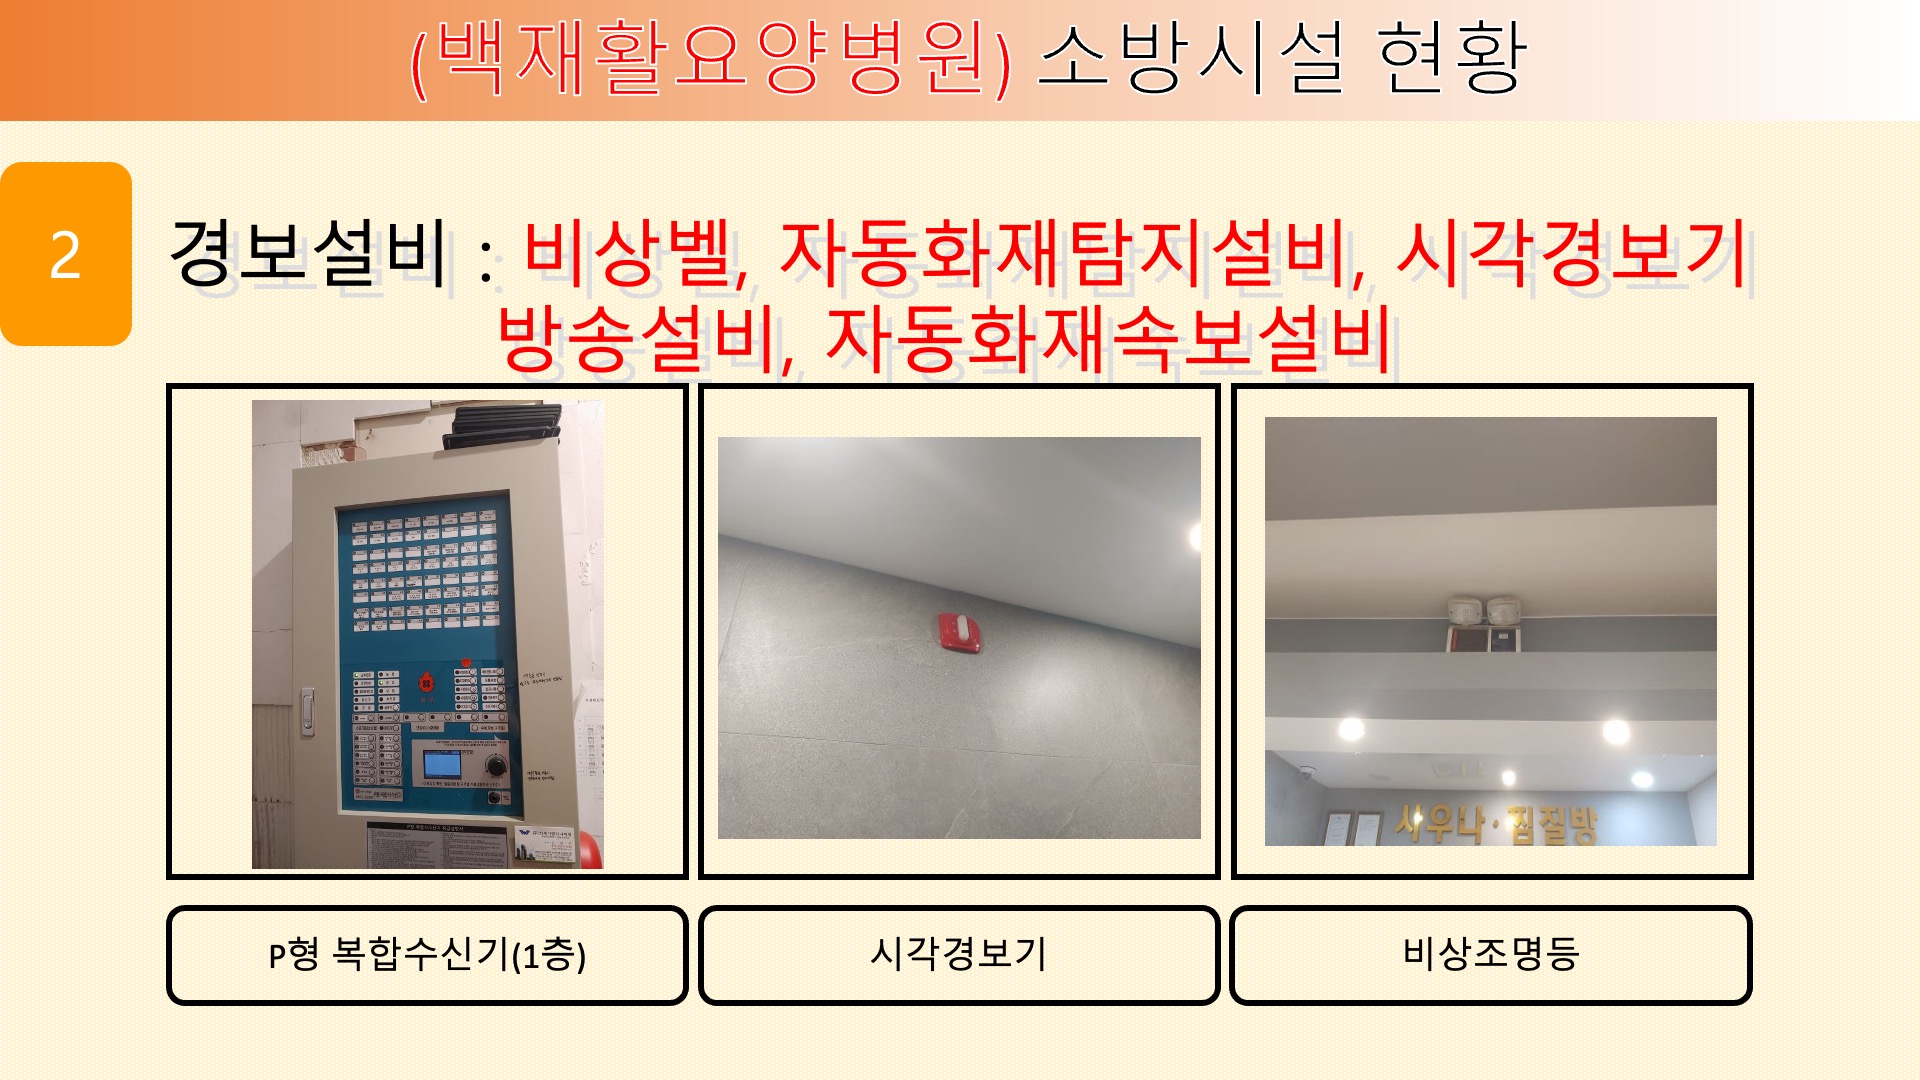 (백재활요양병원) 소방시설 현황
2
경보설비 : 비상벨, 자동화재탐지설비, 시각경보기
방송설비, 자동화재속보설비
사우나·찜질방
P형 복합수신기(1층)
시각경보기
비상조명등